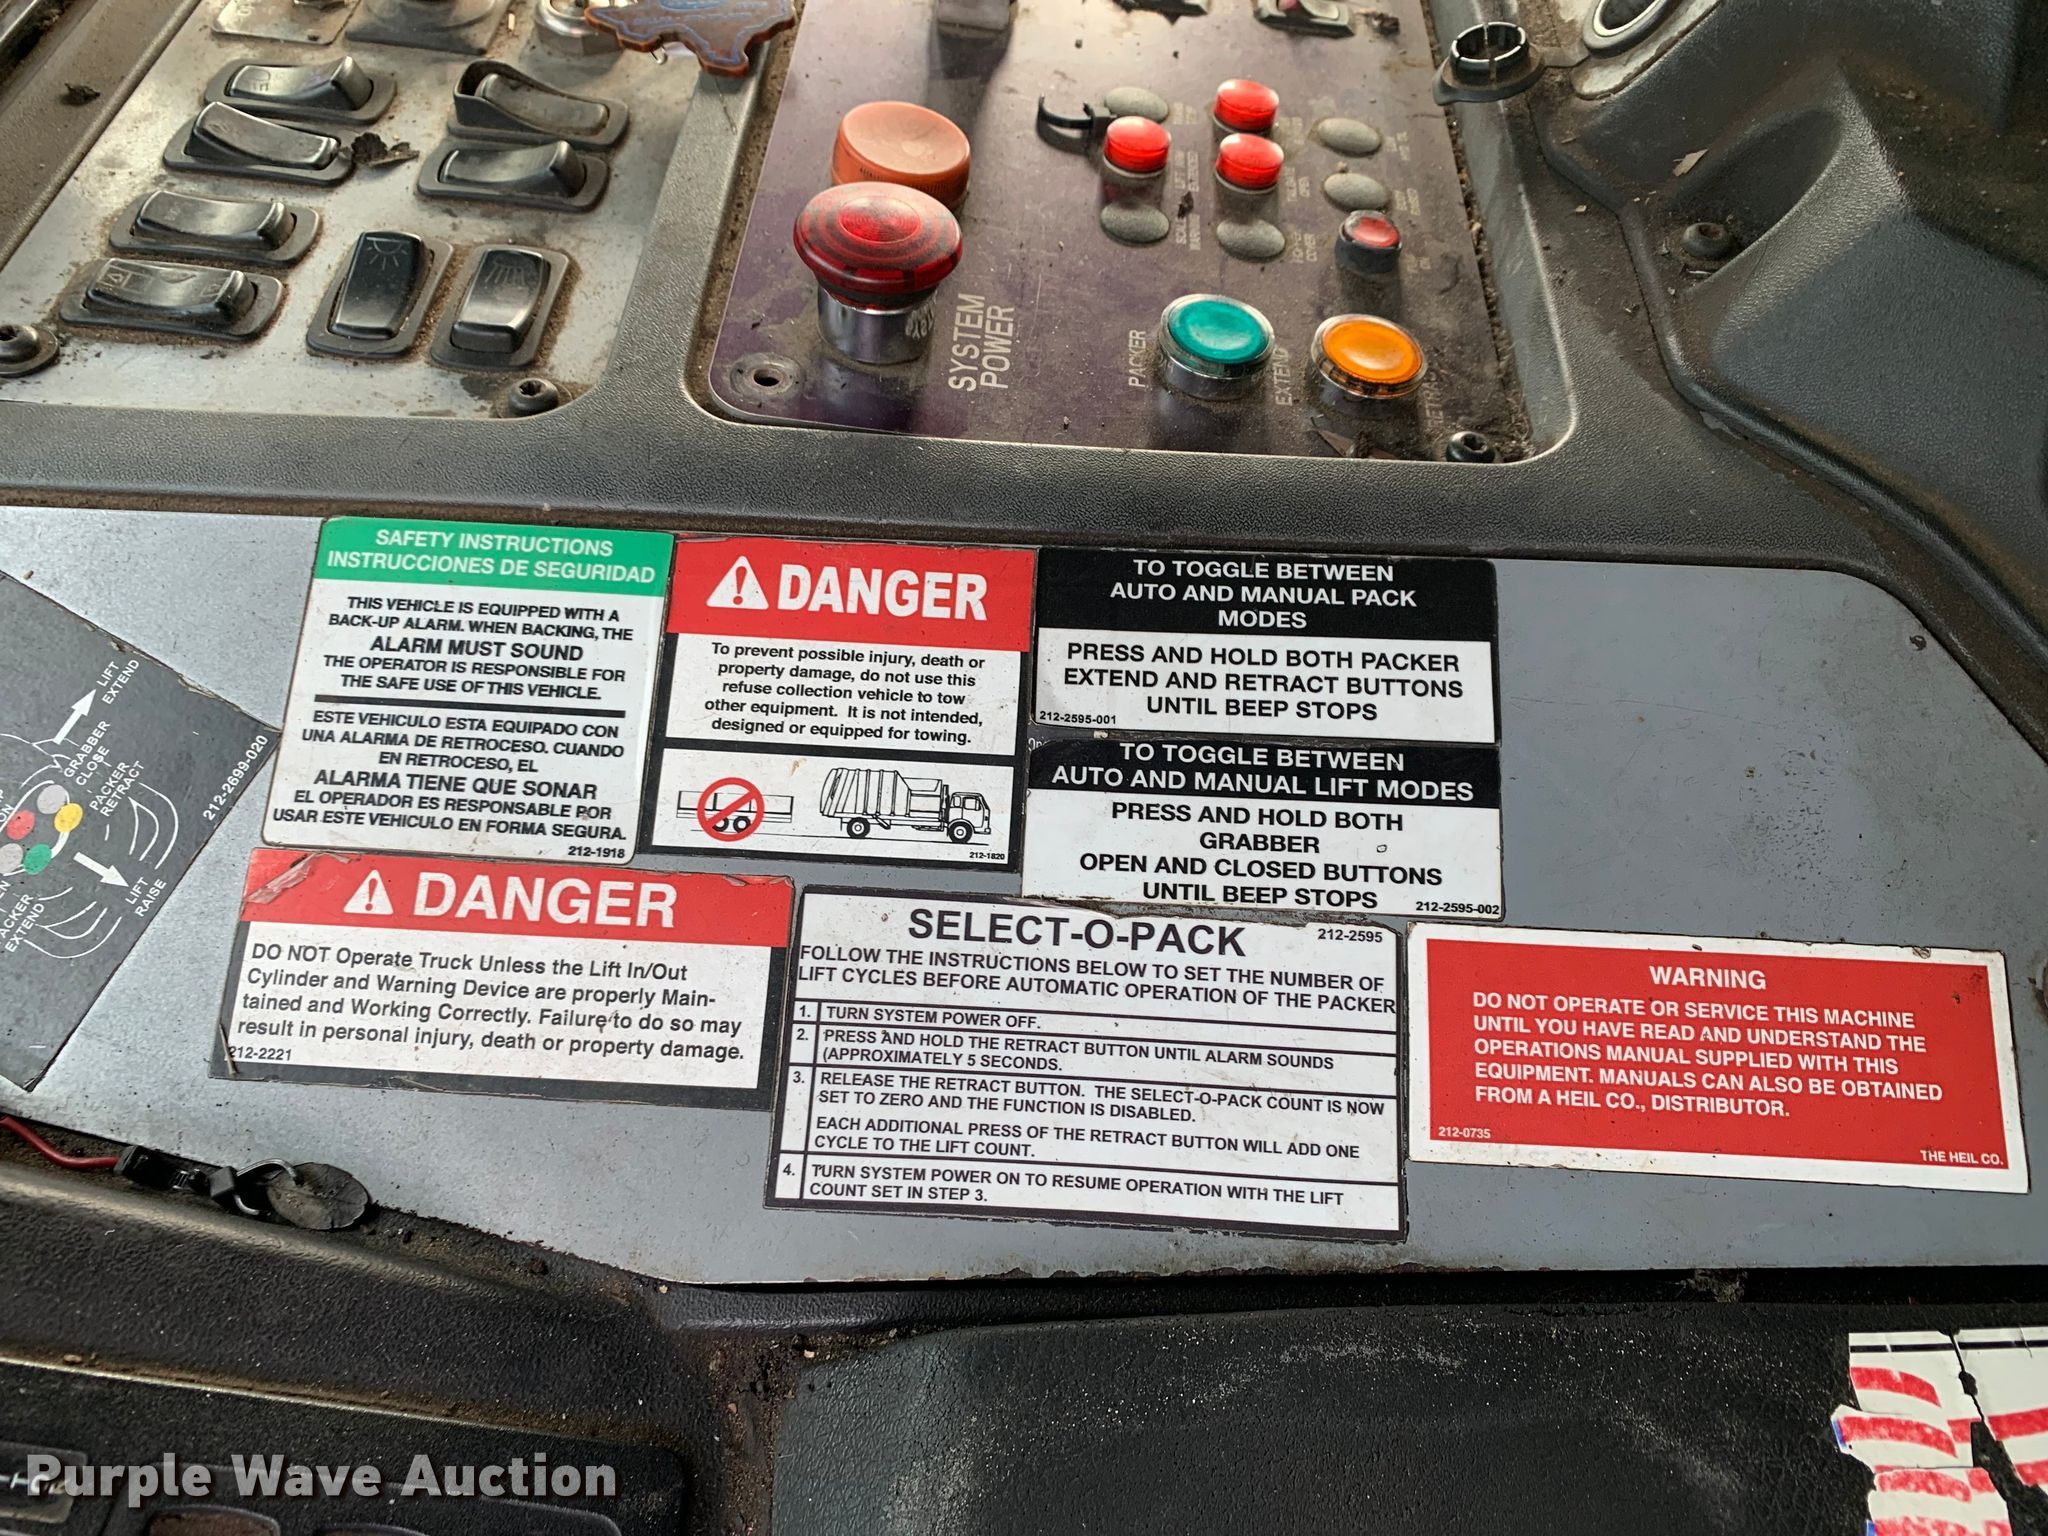 SYSTEM
POWER
PACKER
EXTEND
SAFETY INSTRUCTIONS
INSTRUCCIONES DE SEGURIDAD
THIS VEHICLE IS EQUIPPED WITH A
BACK-UP ALARM. WHEN BACKING, THE
ALARM MUST SOUND
THE OPERATOR IS RESPONSIBLE FOR
THE SAFE USE OF THIS VEHICLE.
ESTE VEHICULO ESTA EQUIPADO CON
UNA ALARMA DE RETROCESO. CUANDO
EN RETROCESO, EL
ALARMA TIENE QUE SONAR
EL OPERADOR ES RESPONSABLE POR
USAR ESTE VEHICULO EN FORMA SEGURA.
212-1918
DANGER
To prevent possible injury, death or
property damage, do not use this
refuse collection vehicle to tow
other equipment. It is not intended,
designed or equipped for towing.
212-1820
TO TOGGLE BETWEEN
AUTO AND MANUAL PACK
MODES
PRESS AND HOLD BOTH PACKER
EXTEND AND RETRACT BUTTONS
UNTIL BEEP STOPS
212-2595-001
TO TOGGLE BETWEEN
AUTO AND MANUAL LIFT MODES
PRESS AND HOLD BOTH
GRABBER
OPEN AND CLOSED BUTTONS
UNTIL BEEP STOPS
212-2595-002
LIFT
EXTEND
GRABBER
CLOSE
PACKER
RETRACT
212-2699-020
LIFT
RAISE
EXTEND
DANGER
DO NOT Operate Truck Unless the Lift In/Out
Cylinder and Warning Device are properly Main-
tained and Working Correctly. Failure to do so may
result in personal injury, death or property damage.
212-2221
SELECT-O-PACK
212-2595
FOLLOW THE INSTRUCTIONS BELOW TO SET THE NUMBER OF
LIFT CYCLES BEFORE AUTOMATIC OPERATION OF THE PACKER
1. TURN SYSTEM POWER OFF.
2. PRESS AND HOLD THE RETRACT BUTTON UNTIL ALARM SOUNDS
(APPROXIMATELY 5 SECONDS.
3. RELEASE THE RETRACT BUTTON. THE SELECT-O-PACK COUNT IS NOW
SET TO ZERO AND THE FUNCTION IS DISABLED.
EACH ADDITIONAL PRESS OF THE RETRACT BUTTON WILL ADD ONE
CYCLE TO THE LIFT COUNT.
4. TURN SYSTEM POWER ON TO RESUME OPERATION WITH THE LIFT
COUNT SET IN STEP 3.
WARNING
DO NOT OPERATE OR SERVICE THIS MACHINE
UNTIL YOU HAVE READ AND UNDERSTAND THE
OPERATIONS MANUAL SUPPLIED WITH THIS
EQUIPMENT. MANUALS CAN ALSO BE OBTAINED
FROM A HEIL CO., DISTRIBUTOR.
212-0735
THE HEIL CO.
Purple Wave Auction